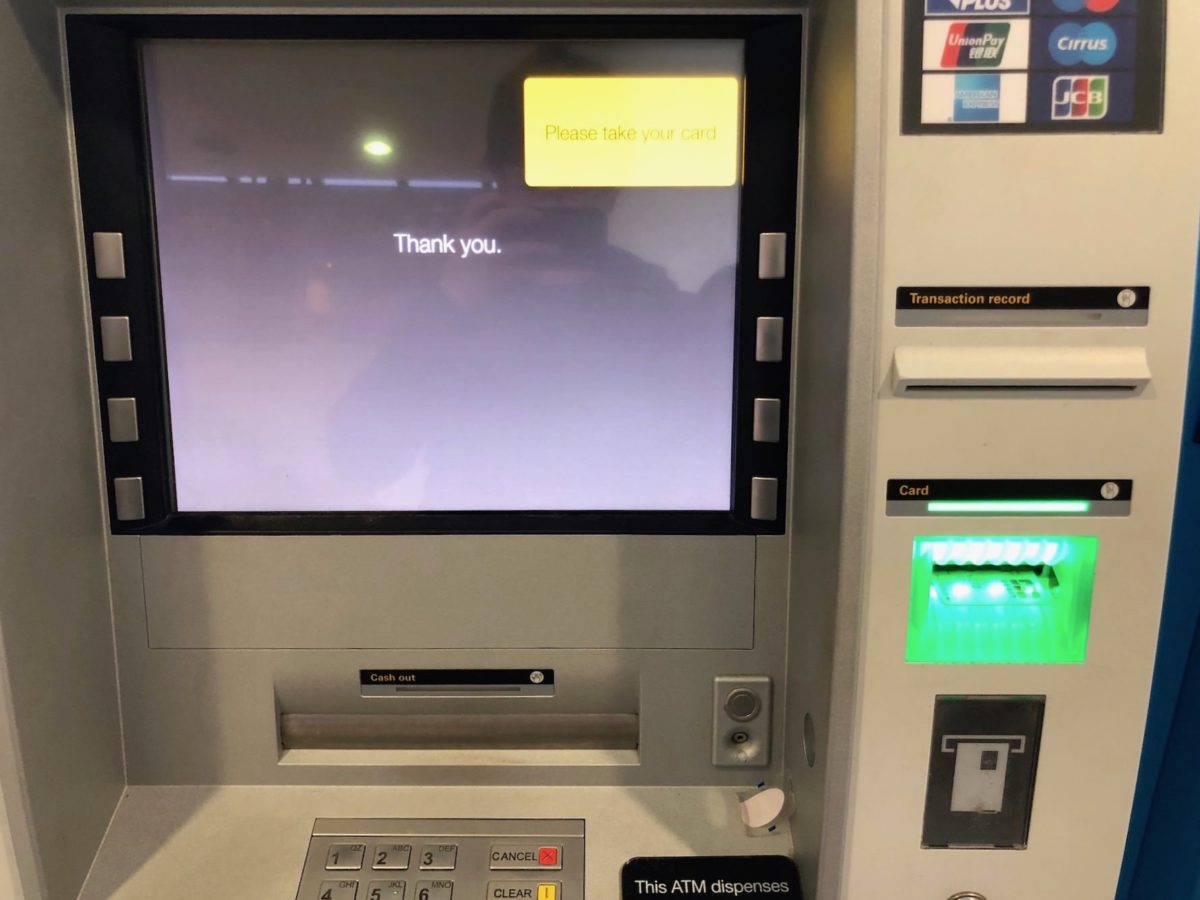 PLUS
UnionPay
银联
Cirrus
AMERICAN
EXPRESS
JCB
Please take your card
Thank you.
Transaction record
Card
Cash out
1 QZ 2 ABC 3 DEF CANCEL
4 GHI 5 JKL 6 MNO CLEAR
This ATM dispenses